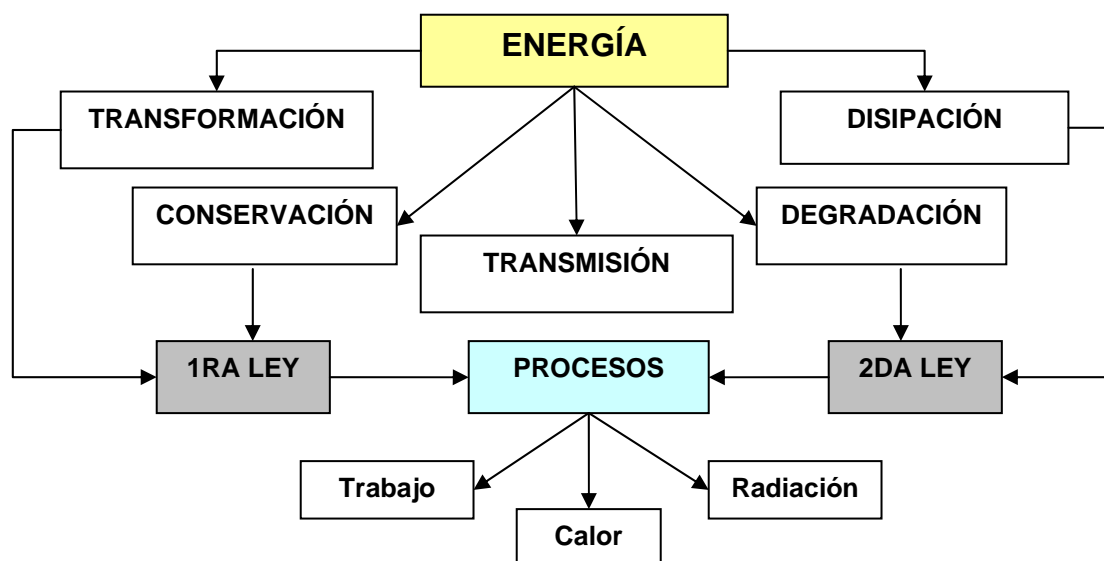 ENERGÍA
TRANSFORMACIÓN
DISIPACIÓN
CONSERVACIÓN
DEGRADACIÓN
TRANSMISIÓN
1RA LEY
PROCESOS
2DA LEY
Trabajo
Radiación
Calor